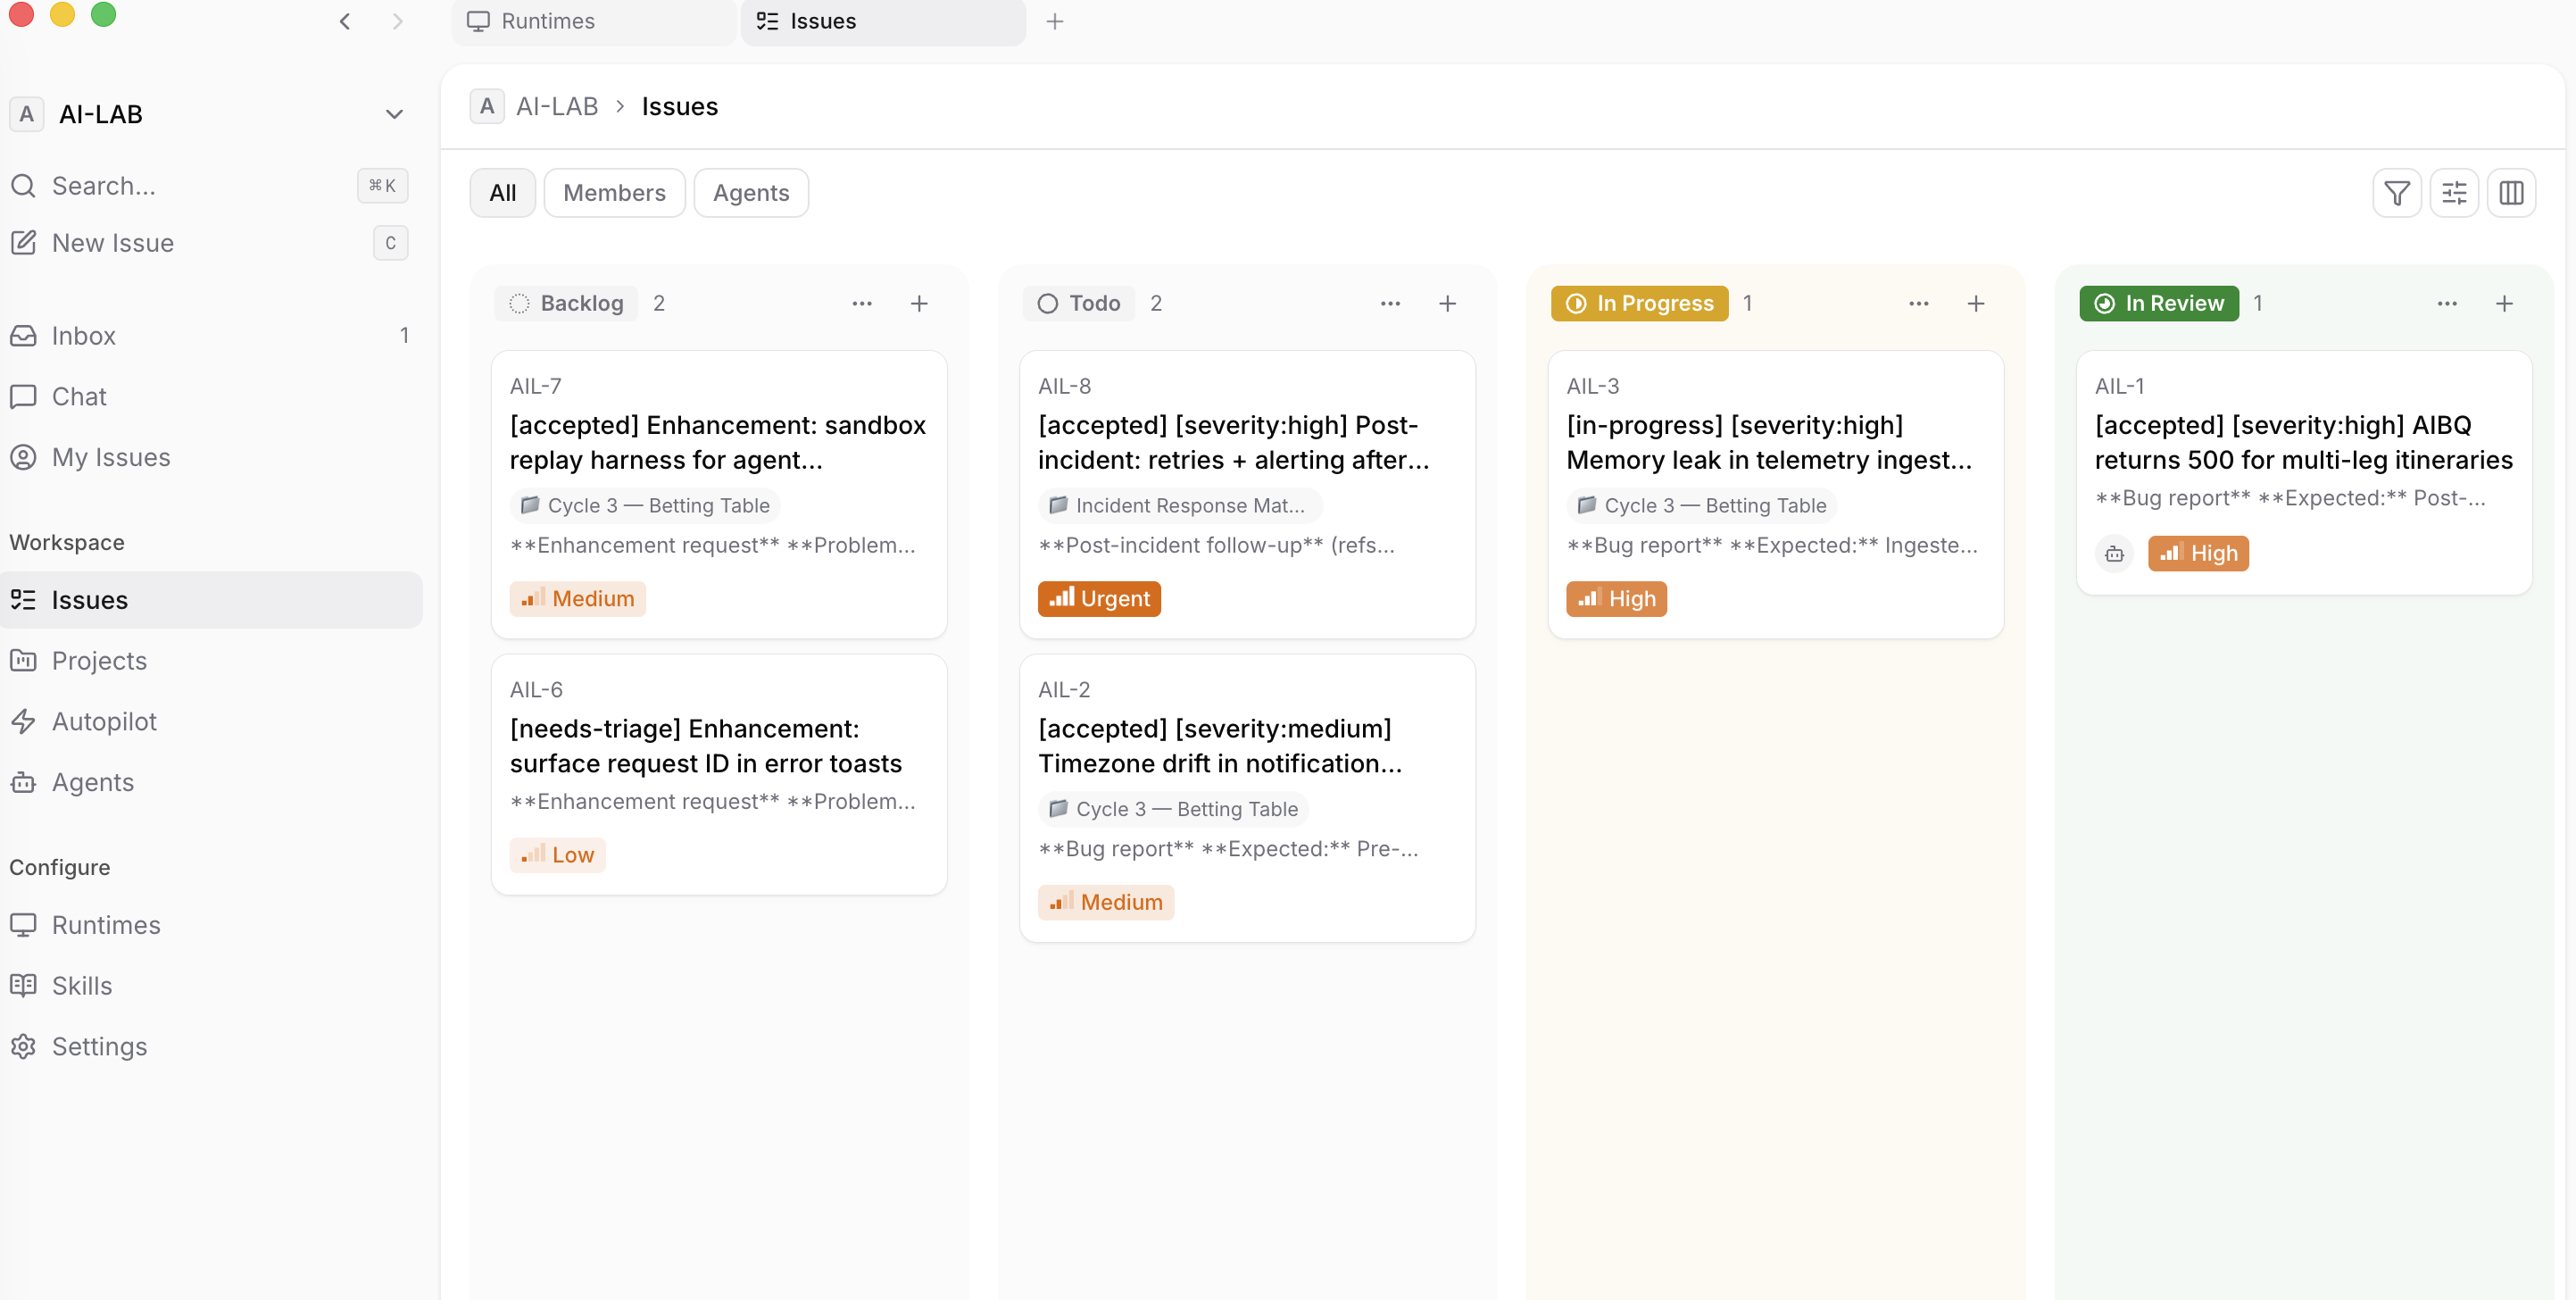 Runtimes
Issues
A AI-LAB
Search...
⌘K
New Issue
C
Inbox
1
Chat
My Issues
Workspace
Issues
Projects
Autopilot
Agents
Configure
Runtimes
Skills
Settings
A AI-LAB > Issues
All
Members
Agents
Backlog 2
AIL-7
[accepted] Enhancement: sandbox
replay harness for agent...
Cycle 3 — Betting Table
**Enhancement request** **Problem...
Medium
AIL-6
[needs-triage] Enhancement:
surface request ID in error toasts
**Enhancement request** **Problem...
Low
Todo 2
AIL-8
[accepted] [severity:high] Post-
incident: retries + alerting after...
Incident Response Mat...
**Post-incident follow-up** (refs...
Urgent
AIL-2
[accepted] [severity:medium]
Timezone drift in notification...
Cycle 3 — Betting Table
**Bug report** **Expected:** Pre-...
Medium
In Progress 1
AIL-3
[in-progress] [severity:high]
Memory leak in telemetry ingest...
Cycle 3 — Betting Table
**Bug report** **Expected:** Ingeste...
High
In Review 1
AIL-1
[accepted] [severity:high] AIBQ
returns 500 for multi-leg itineraries
**Bug report** **Expected:** Post-...
High